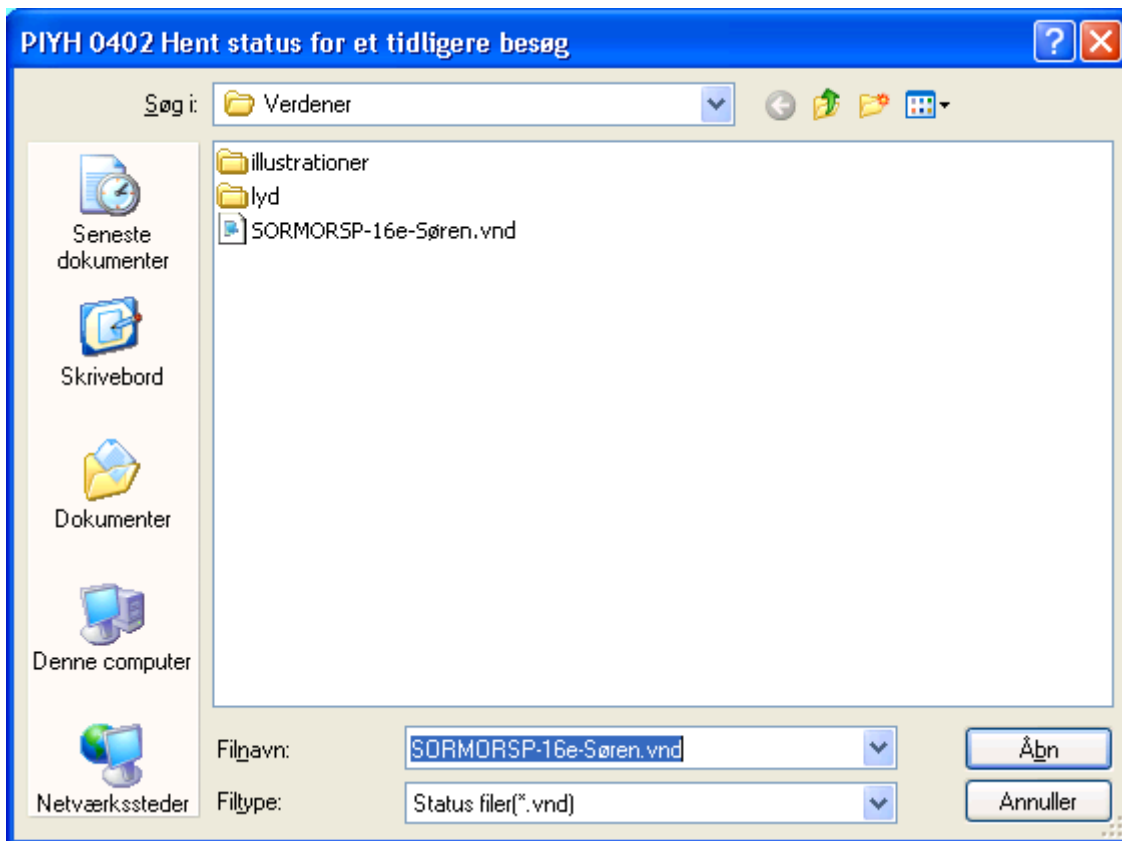 PIYH 0402 Hent status for et tidligere besøg
Søg i:
Verdener
illustrationer
lyd
SORMORSP-16e-Søren.vnd
Seneste
dokumenter
Skrivebord
Dokumenter
Denne computer
Netværkssteder
Filnavn:
SORMORSP-16e-Søren.vnd
Åbn
Filtype:
Status filer(*.vnd)
Annuller